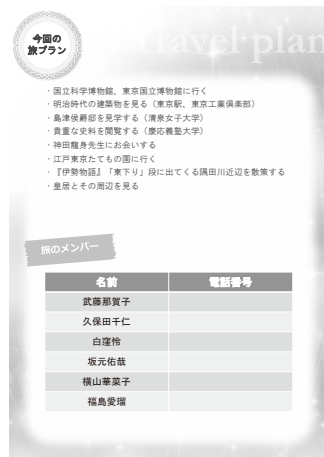 Travel plan
今回の
旅プラン
・国立科学博物館、東京国立博物館に行く
・明治時代の建築物を見る（東京駅、東京工業倶楽部）
・島津侯爵邸を見学する（清泉女子大学）
・貴重な史料を閲覧する（慶応義塾大学）
・神田龍身先生にお会いする
・江戸東京たてもの園に行く
・『伊勢物語』「東下り」段に出てくる隅田川近辺を散策する
・皇居とその周辺を見る
旅のメンバー
名前 電話番号
武藤那賀子
久保田千仁
白窪怜
坂元佑哉
横山華菜子
福島愛瑠